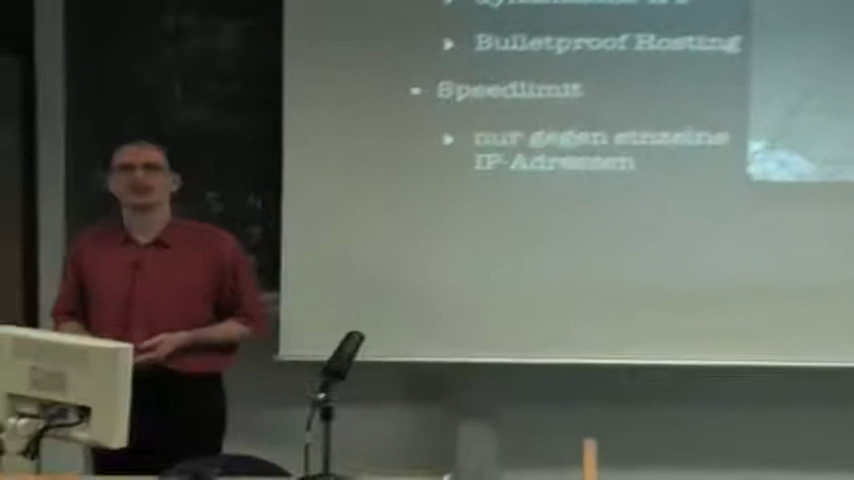 Bulletproof Hosting
Speedlimit
nur gegen einzelne
IP-Adressen